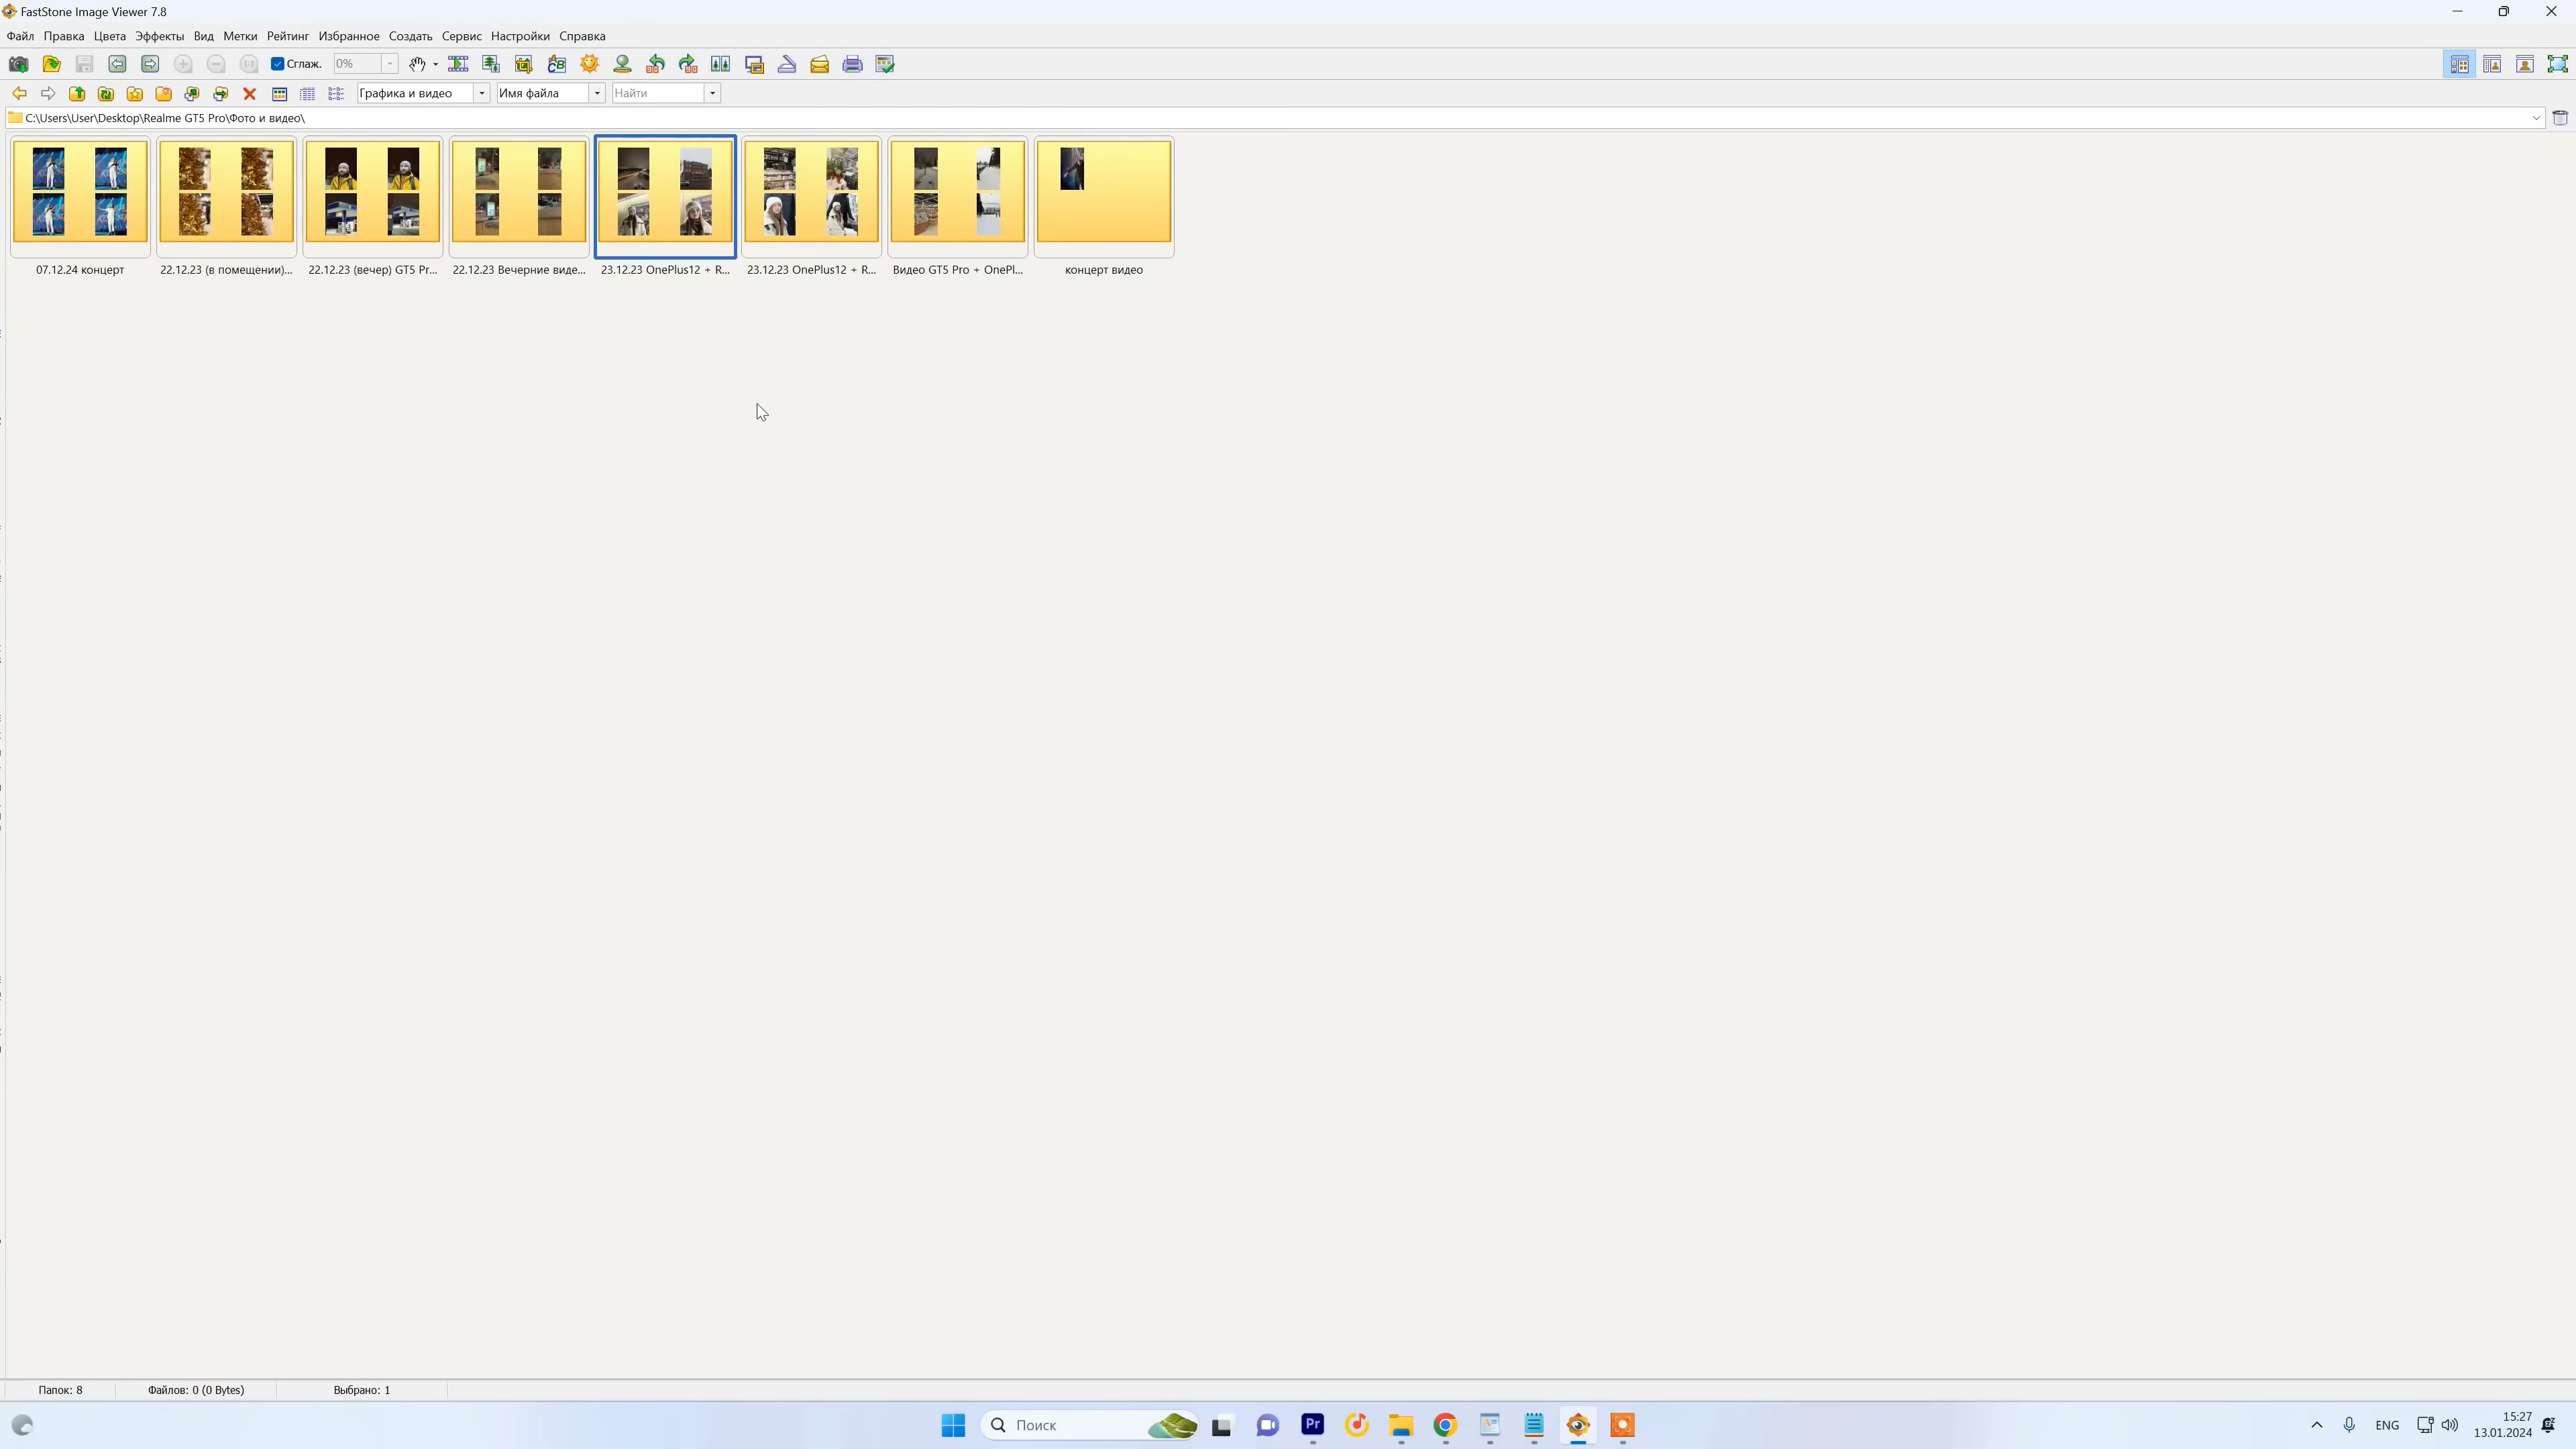 FastStone Image Viewer 7.8
Файл Правка Цвета Эффекты Вид Метки Рейтинг Избранное Создать Сервис Настройки Справка
Сглаж. 0%
Графика и видео Имя файла Найти
C:\Users\User\Desktop\Realme GT5 Pro\Фото и видео\
07.12.24 концерт 22.12.23 (в помещении)... 22.12.23 (вечер) GT5 Pr... 22.12.23 Вечерние виде... 23.12.23 OnePlus12 + R... 23.12.23 OnePlus12 + R... Видео GT5 Pro + OnePl... концерт видео
Папок: 8 Файлов: 0 (0 Bytes) Выбрано: 1
Поиск Pr ENG 15:27
13.01.2024